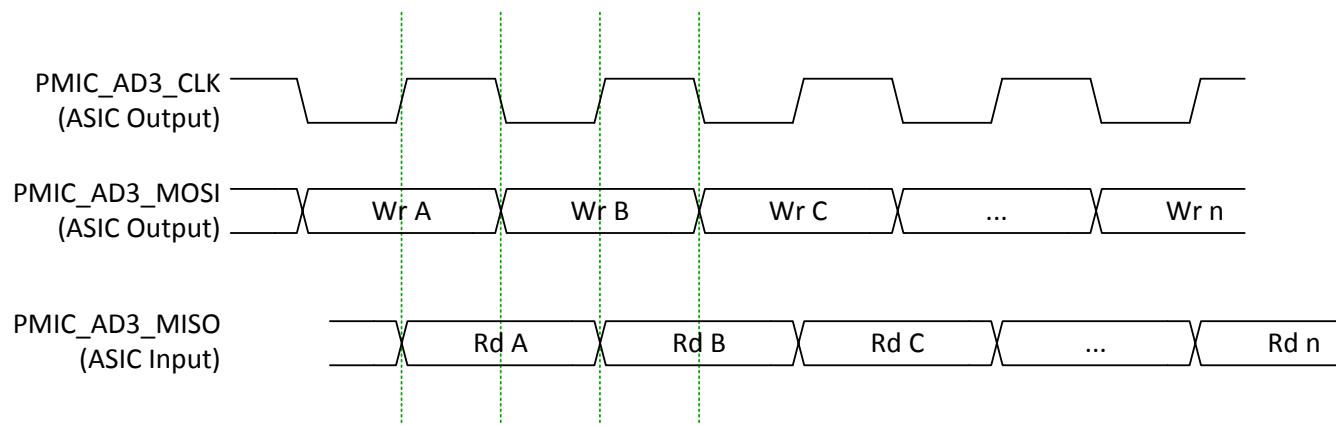 PMIC_AD3_CLK
(ASIC Output)
PMIC_AD3_MOSI
(ASIC Output)
Wr A
Wr B
Wr C
...
Wr n
PMIC_AD3_MISO
(ASIC Input)
Rd A
Rd B
Rd C
...
Rd n